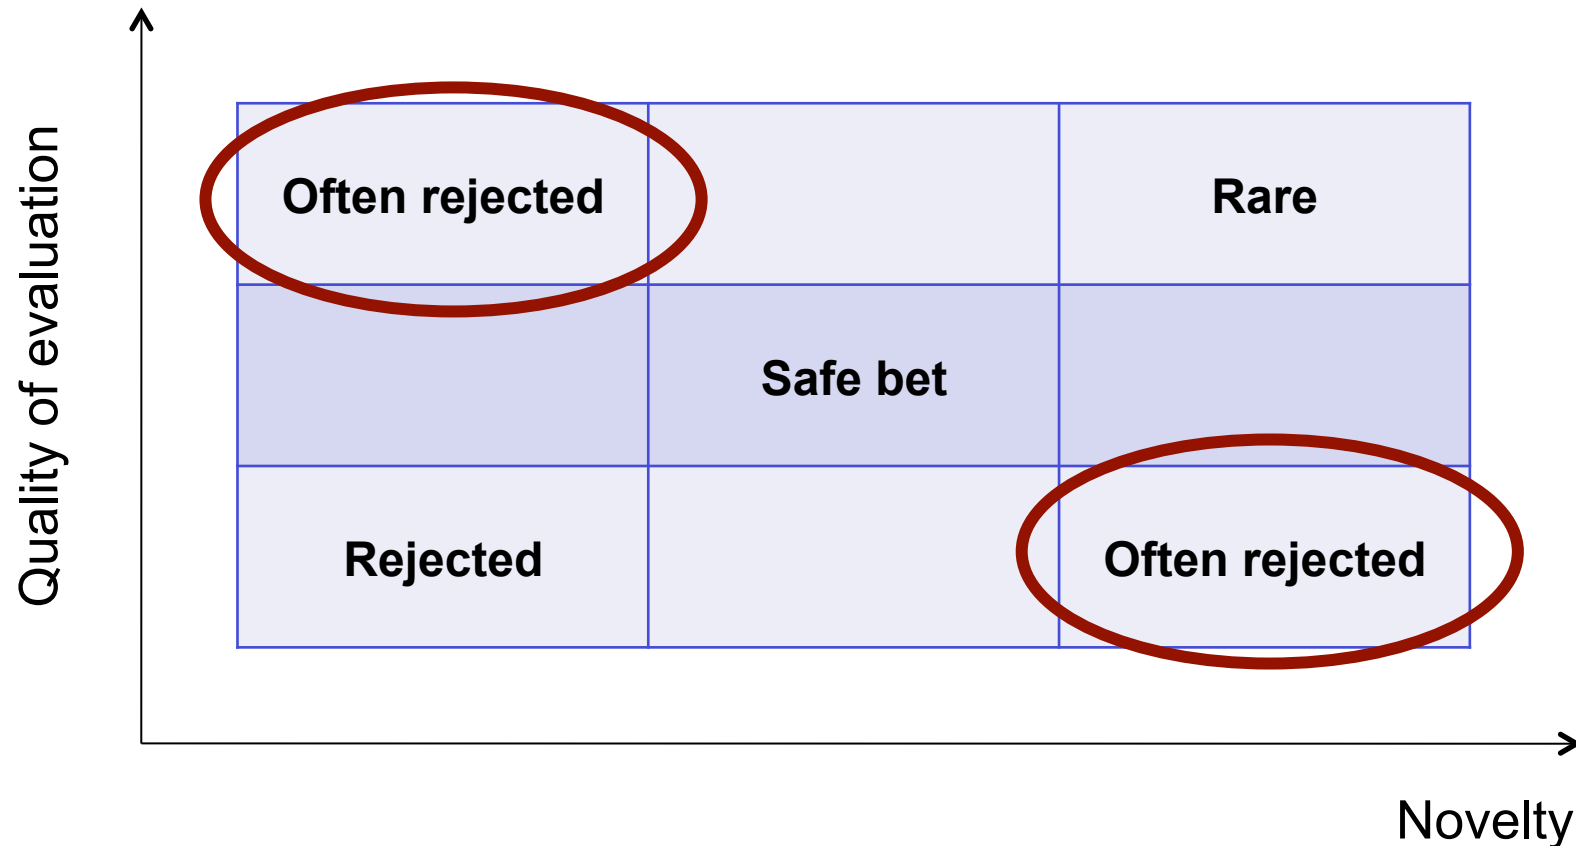 Quality of evaluation
Often rejected
Rare
Safe bet
Rejected
Often rejected
Novelty